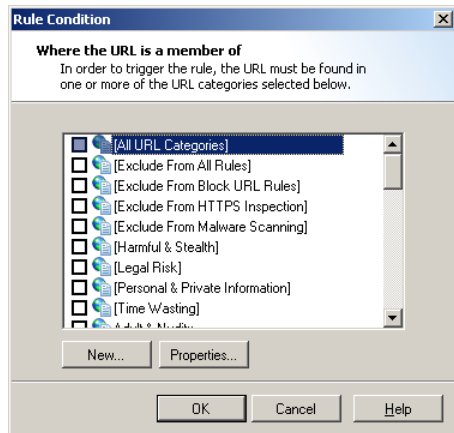 Rule Condition
Where the URL is a member of
In order to trigger the rule, the URL must be found in
one or more of the URL categories selected below.
[All URL Categories]
[Exclude From All Rules]
[Exclude From Block URL Rules]
[Exclude From HTTPS Inspection]
[Exclude From Malware Scanning]
[Harmful & Stealth]
[Legal Risk]
[Personal & Private Information]
[Time Wasting]
Adult & Nudity
New... Properties...
OK Cancel Help